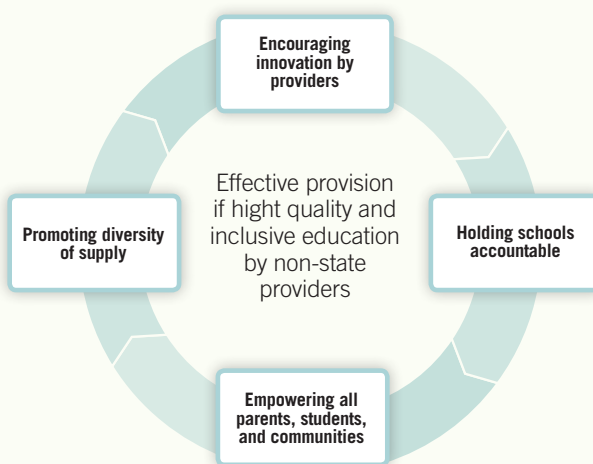 Encouraging
innovation by
providers
Effective provision
if hight quality and
inclusive education
by non-state
providers
Promoting diversity
of supply
Holding schools
accountable
Empowering all
parents, students,
and communities